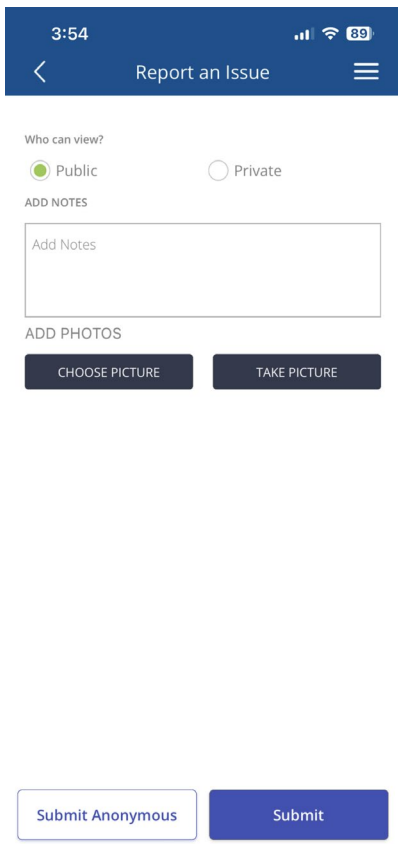 3:54
89
Report an Issue
Who can view?
Public
Private
ADD NOTES
Add Notes
ADD PHOTOS
CHOOSE PICTURE
TAKE PICTURE
Submit Anonymous
Submit